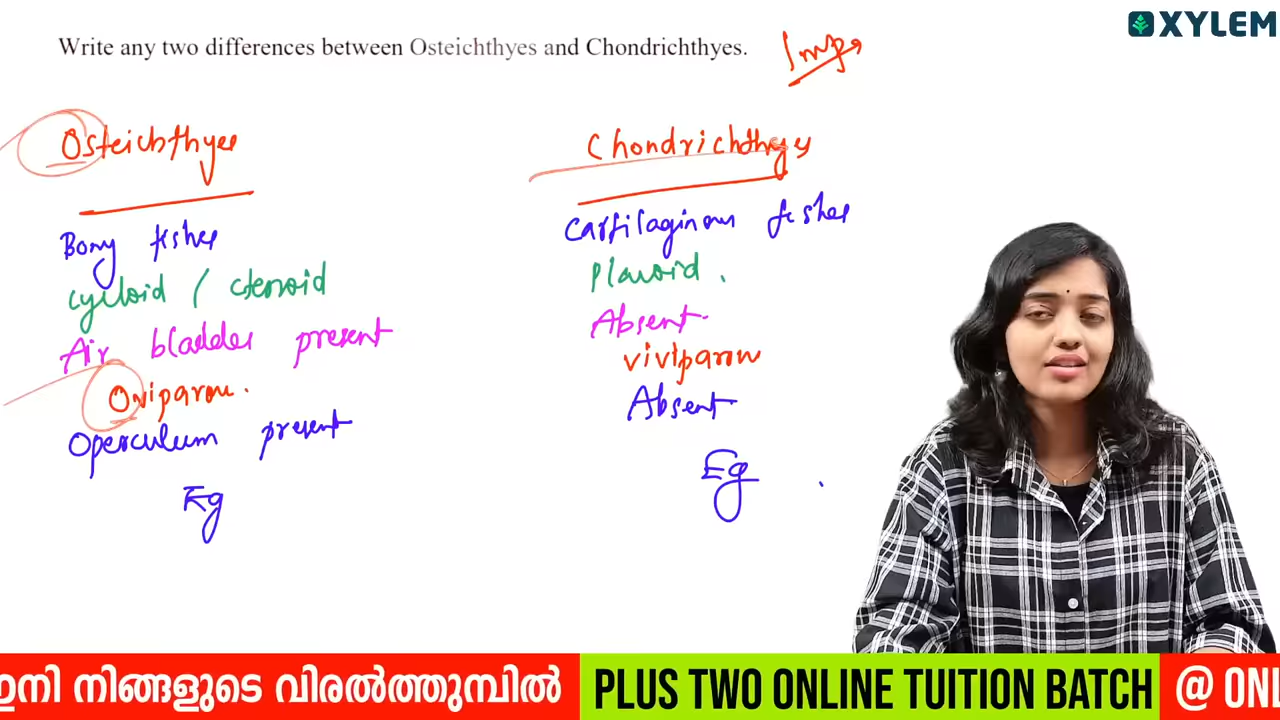 OXYLEM
Write any two differences between Osteichthyes and Chondrichthyes.
Imp
Osteichthyes
Chondrichthyes
Bony fishes
Cartilaginous fishes
cycloid / ctenoid
Placoid.
Air bladder present
Absent
Oviparous.
viviparous
Operculum present
Absent
Eg
Eg
ഇനി നിങ്ങളുടെ വിരൽത്തുമ്പിൽ
PLUS TWO ONLINE TUITION BATCH
@ ONL